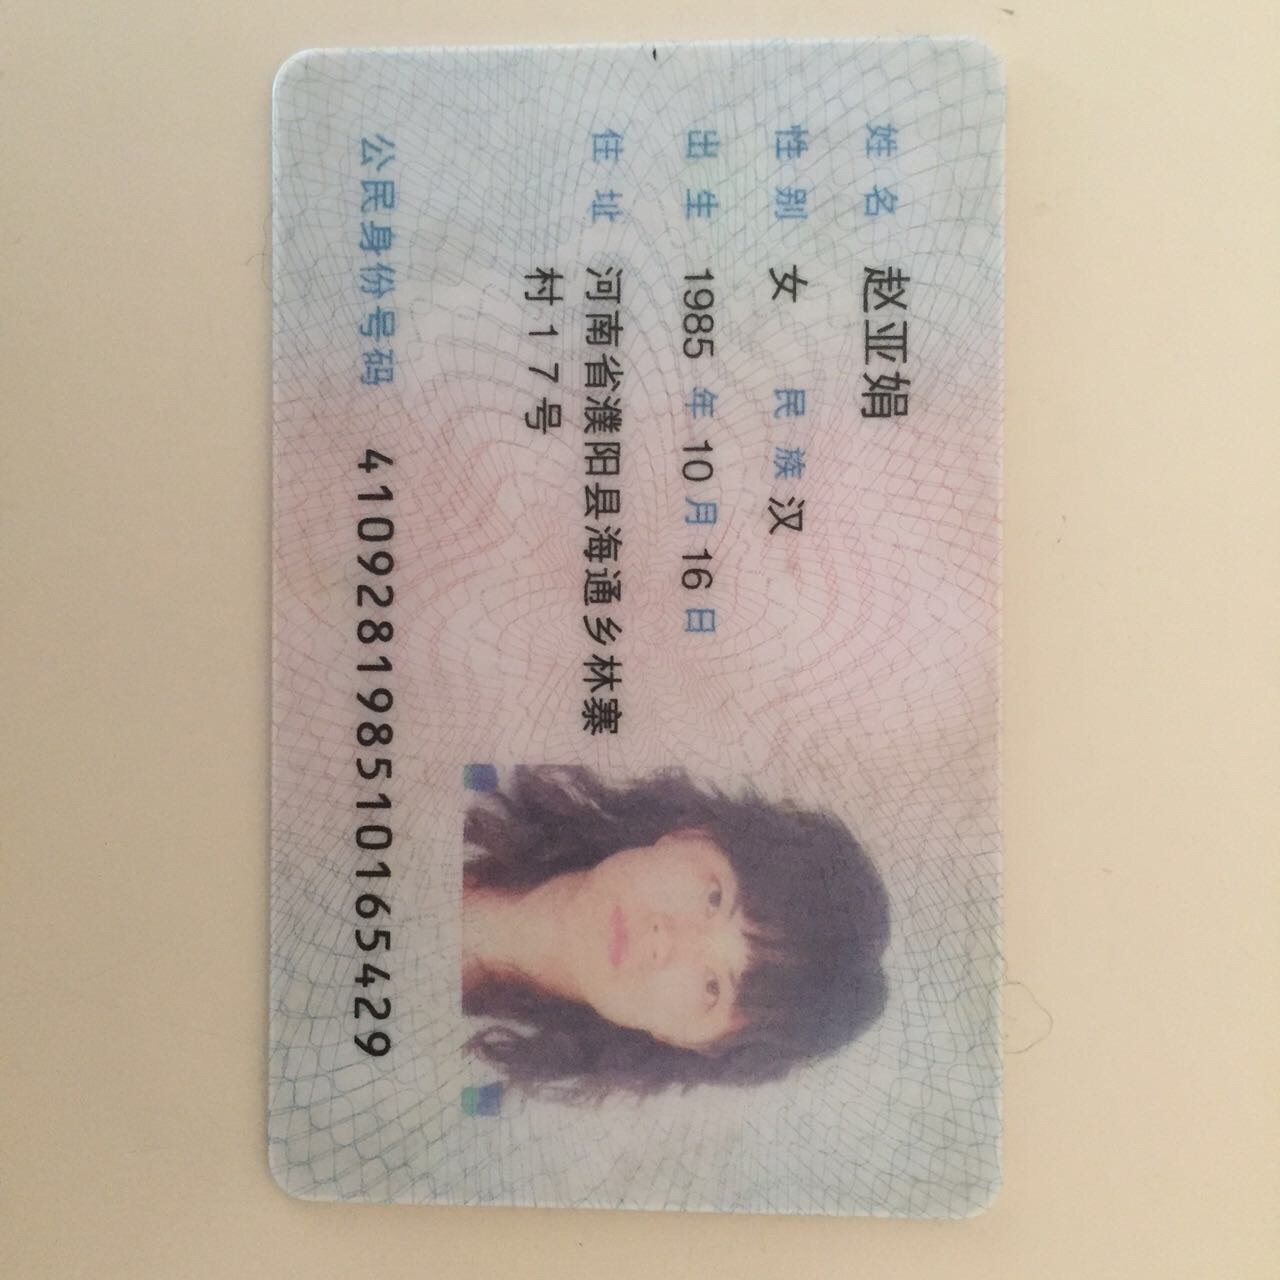 姓名 赵亚娟
性别 女 民族 汉
出生 1985 年 10 月 16 日
住址 河南省濮阳县海通乡林寨
村17号
公民身份号码 410928198510165429